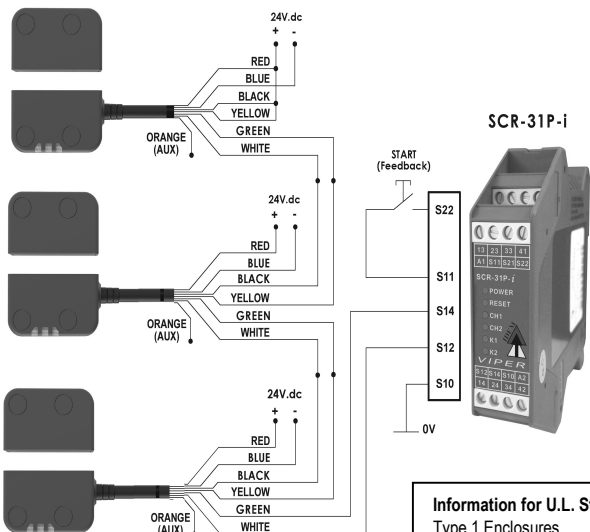 24V.dc
+ -
RED
BLUE
BLACK
YELLOW
GREEN
WHITE
ORANGE
(AUX)
24V.dc
+ -
RED
BLUE
BLACK
YELLOW
GREEN
WHITE
ORANGE
(AUX)
24V.dc
+ -
RED
BLUE
BLACK
YELLOW
GREEN
WHITE
ORANGE
(AUX)
START
(Feedback)
S22
S11
S14
S12
S10
0V
SCR-31P-i
13 23 33 41
A1 S11 S21 S22
SCR-31P-i
POWER
RESET
CH1
CH2
K1
K2
VIPER
S12 S14 S10 A2
14 24 34 42
Information for U.L.
Type 1 Enclosures